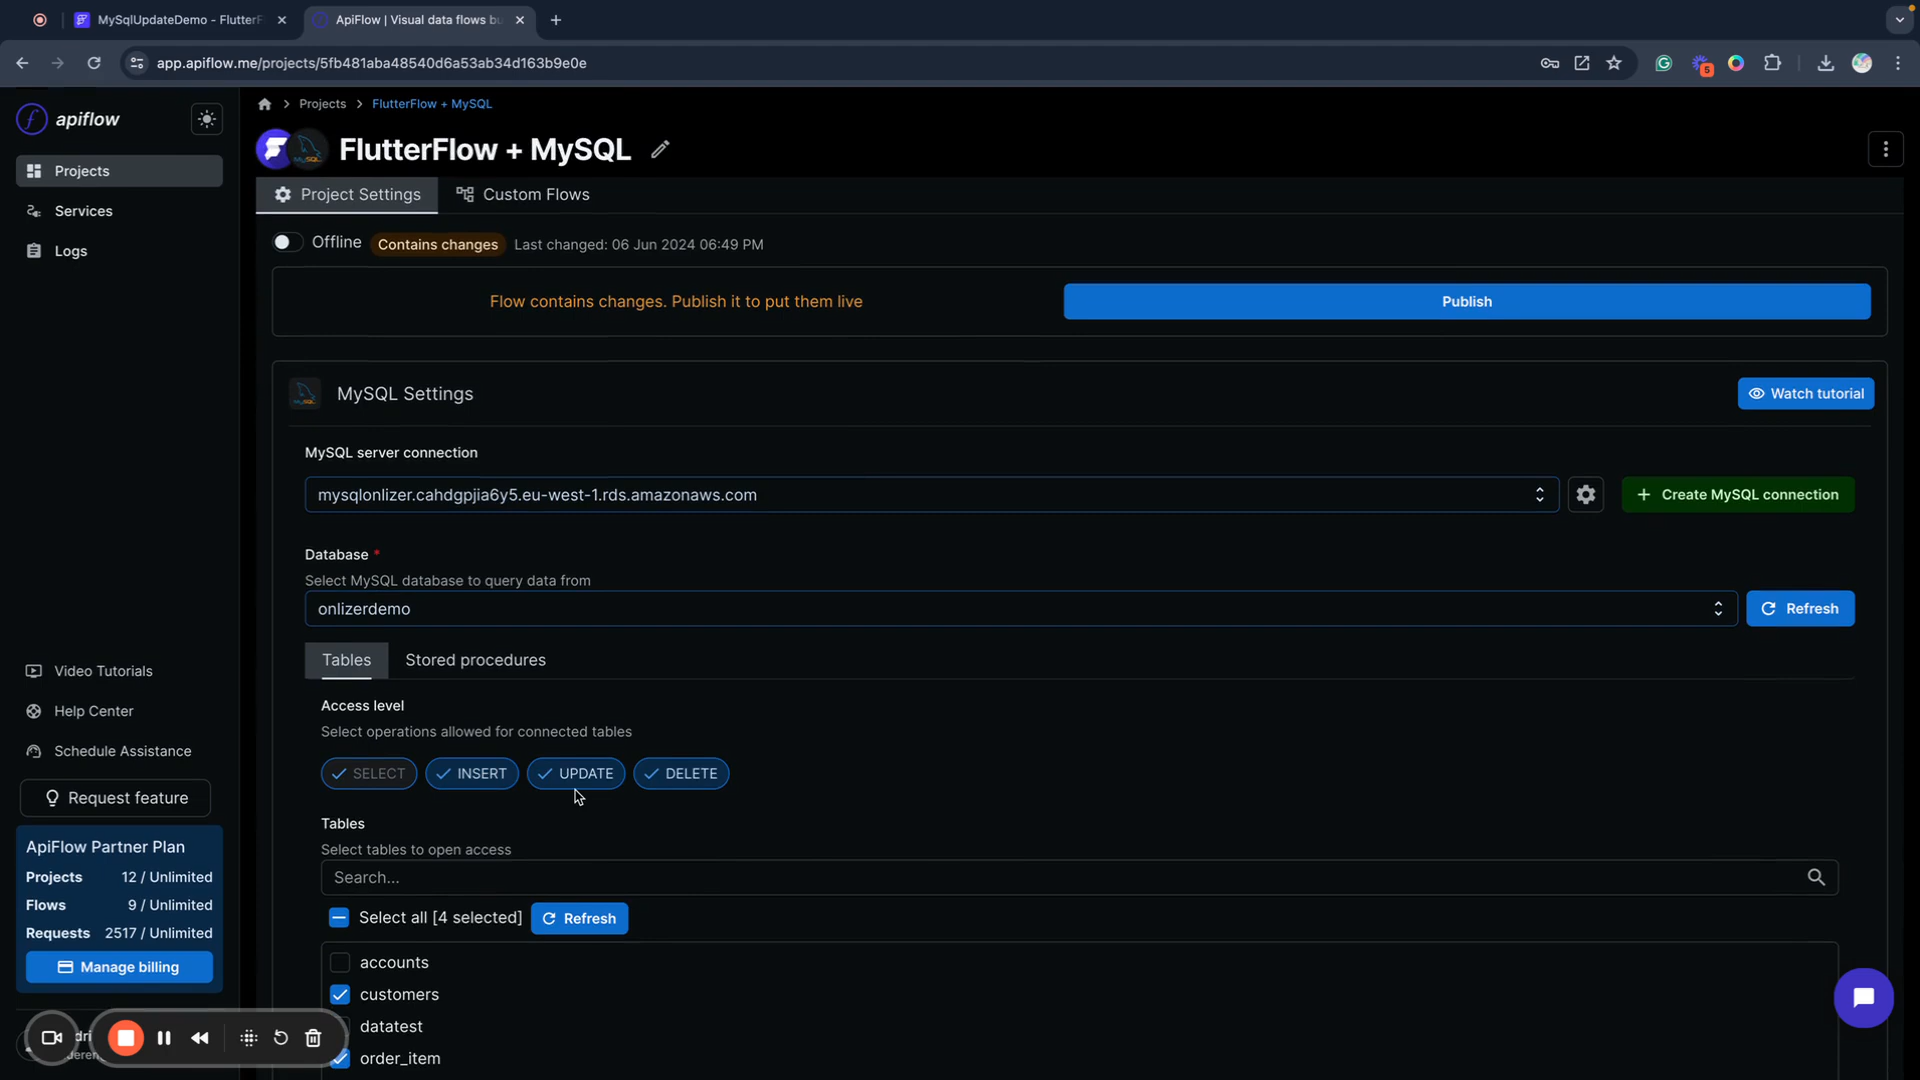 MySqlUpdateDemo - FlutterF
ApiFlow | Visual data flows bu
app.apiflow.me/projects/5fb481aba48540d6a53ab34d163b9e0e
5
apiflow
Projects
Services
Logs
Video Tutorials
Help Center
Schedule Assistance
Request feature
ApiFlow Partner Plan
Projects 12 / Unlimited
Flows 9 / Unlimited
Requests 2517 / Unlimited
Manage billing
Projects
FlutterFlow + MySQL
FlutterFlow + MySQL
Project Settings
Custom Flows
Offline
Contains changes
Last changed: 06 Jun 2024 06:49 PM
Flow contains changes. Publish it to put them live
Publish
MySQL
MySQL Settings
Watch tutorial
MySQL server connection
mysqlonlizer.cahdgpjia6y5.eu-west-1.rds.amazonaws.com
Create MySQL connection
Database *
Select MySQL database to query data from
onlizerdemo
Refresh
Tables
Stored procedures
Access level
Select operations allowed for connected tables
SELECT
INSERT
UPDATE
DELETE
Tables
Select tables to open access
Search...
Select all [4 selected]
Refresh
accounts
customers
datatest
order_item